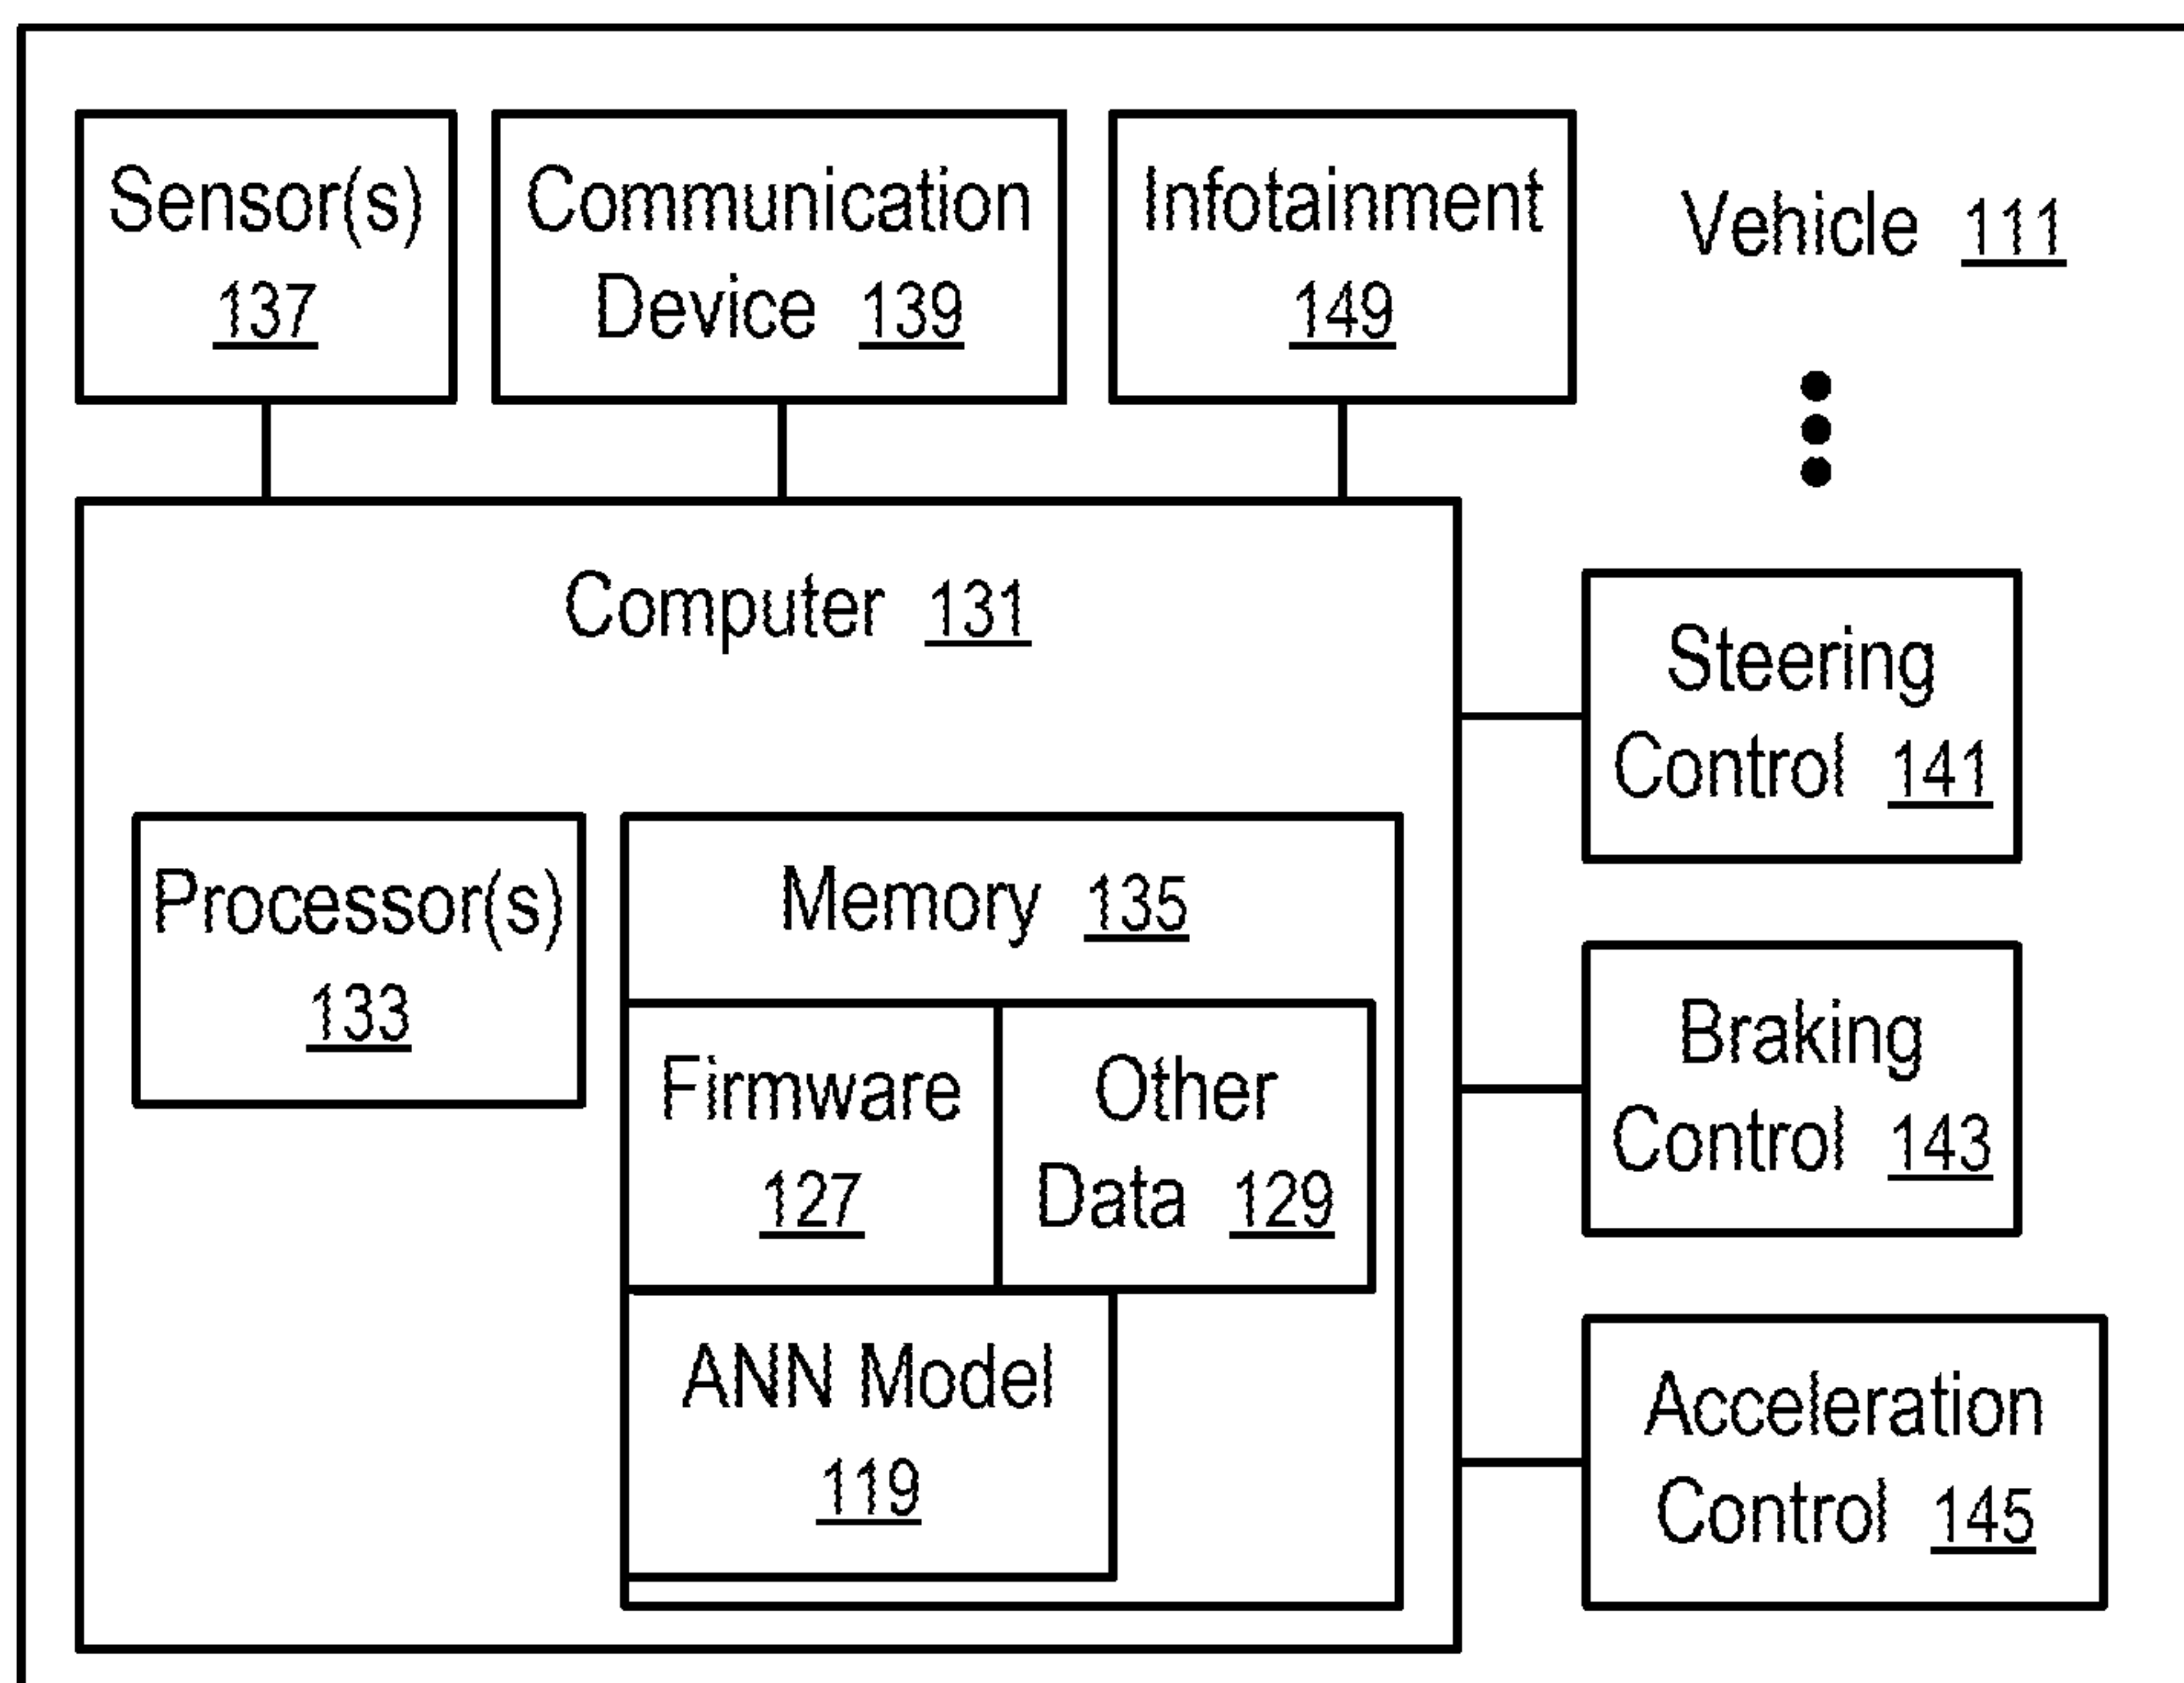 Sensor(s)
137
Communication
Device 139
Infotainment
149
Vehicle 111
Computer 131
Steering
Control 141
Processor(s)
133
Memory 135
Firmware
127
Other
Data 129
ANN Model
119
Braking
Control 143
Acceleration
Control 145